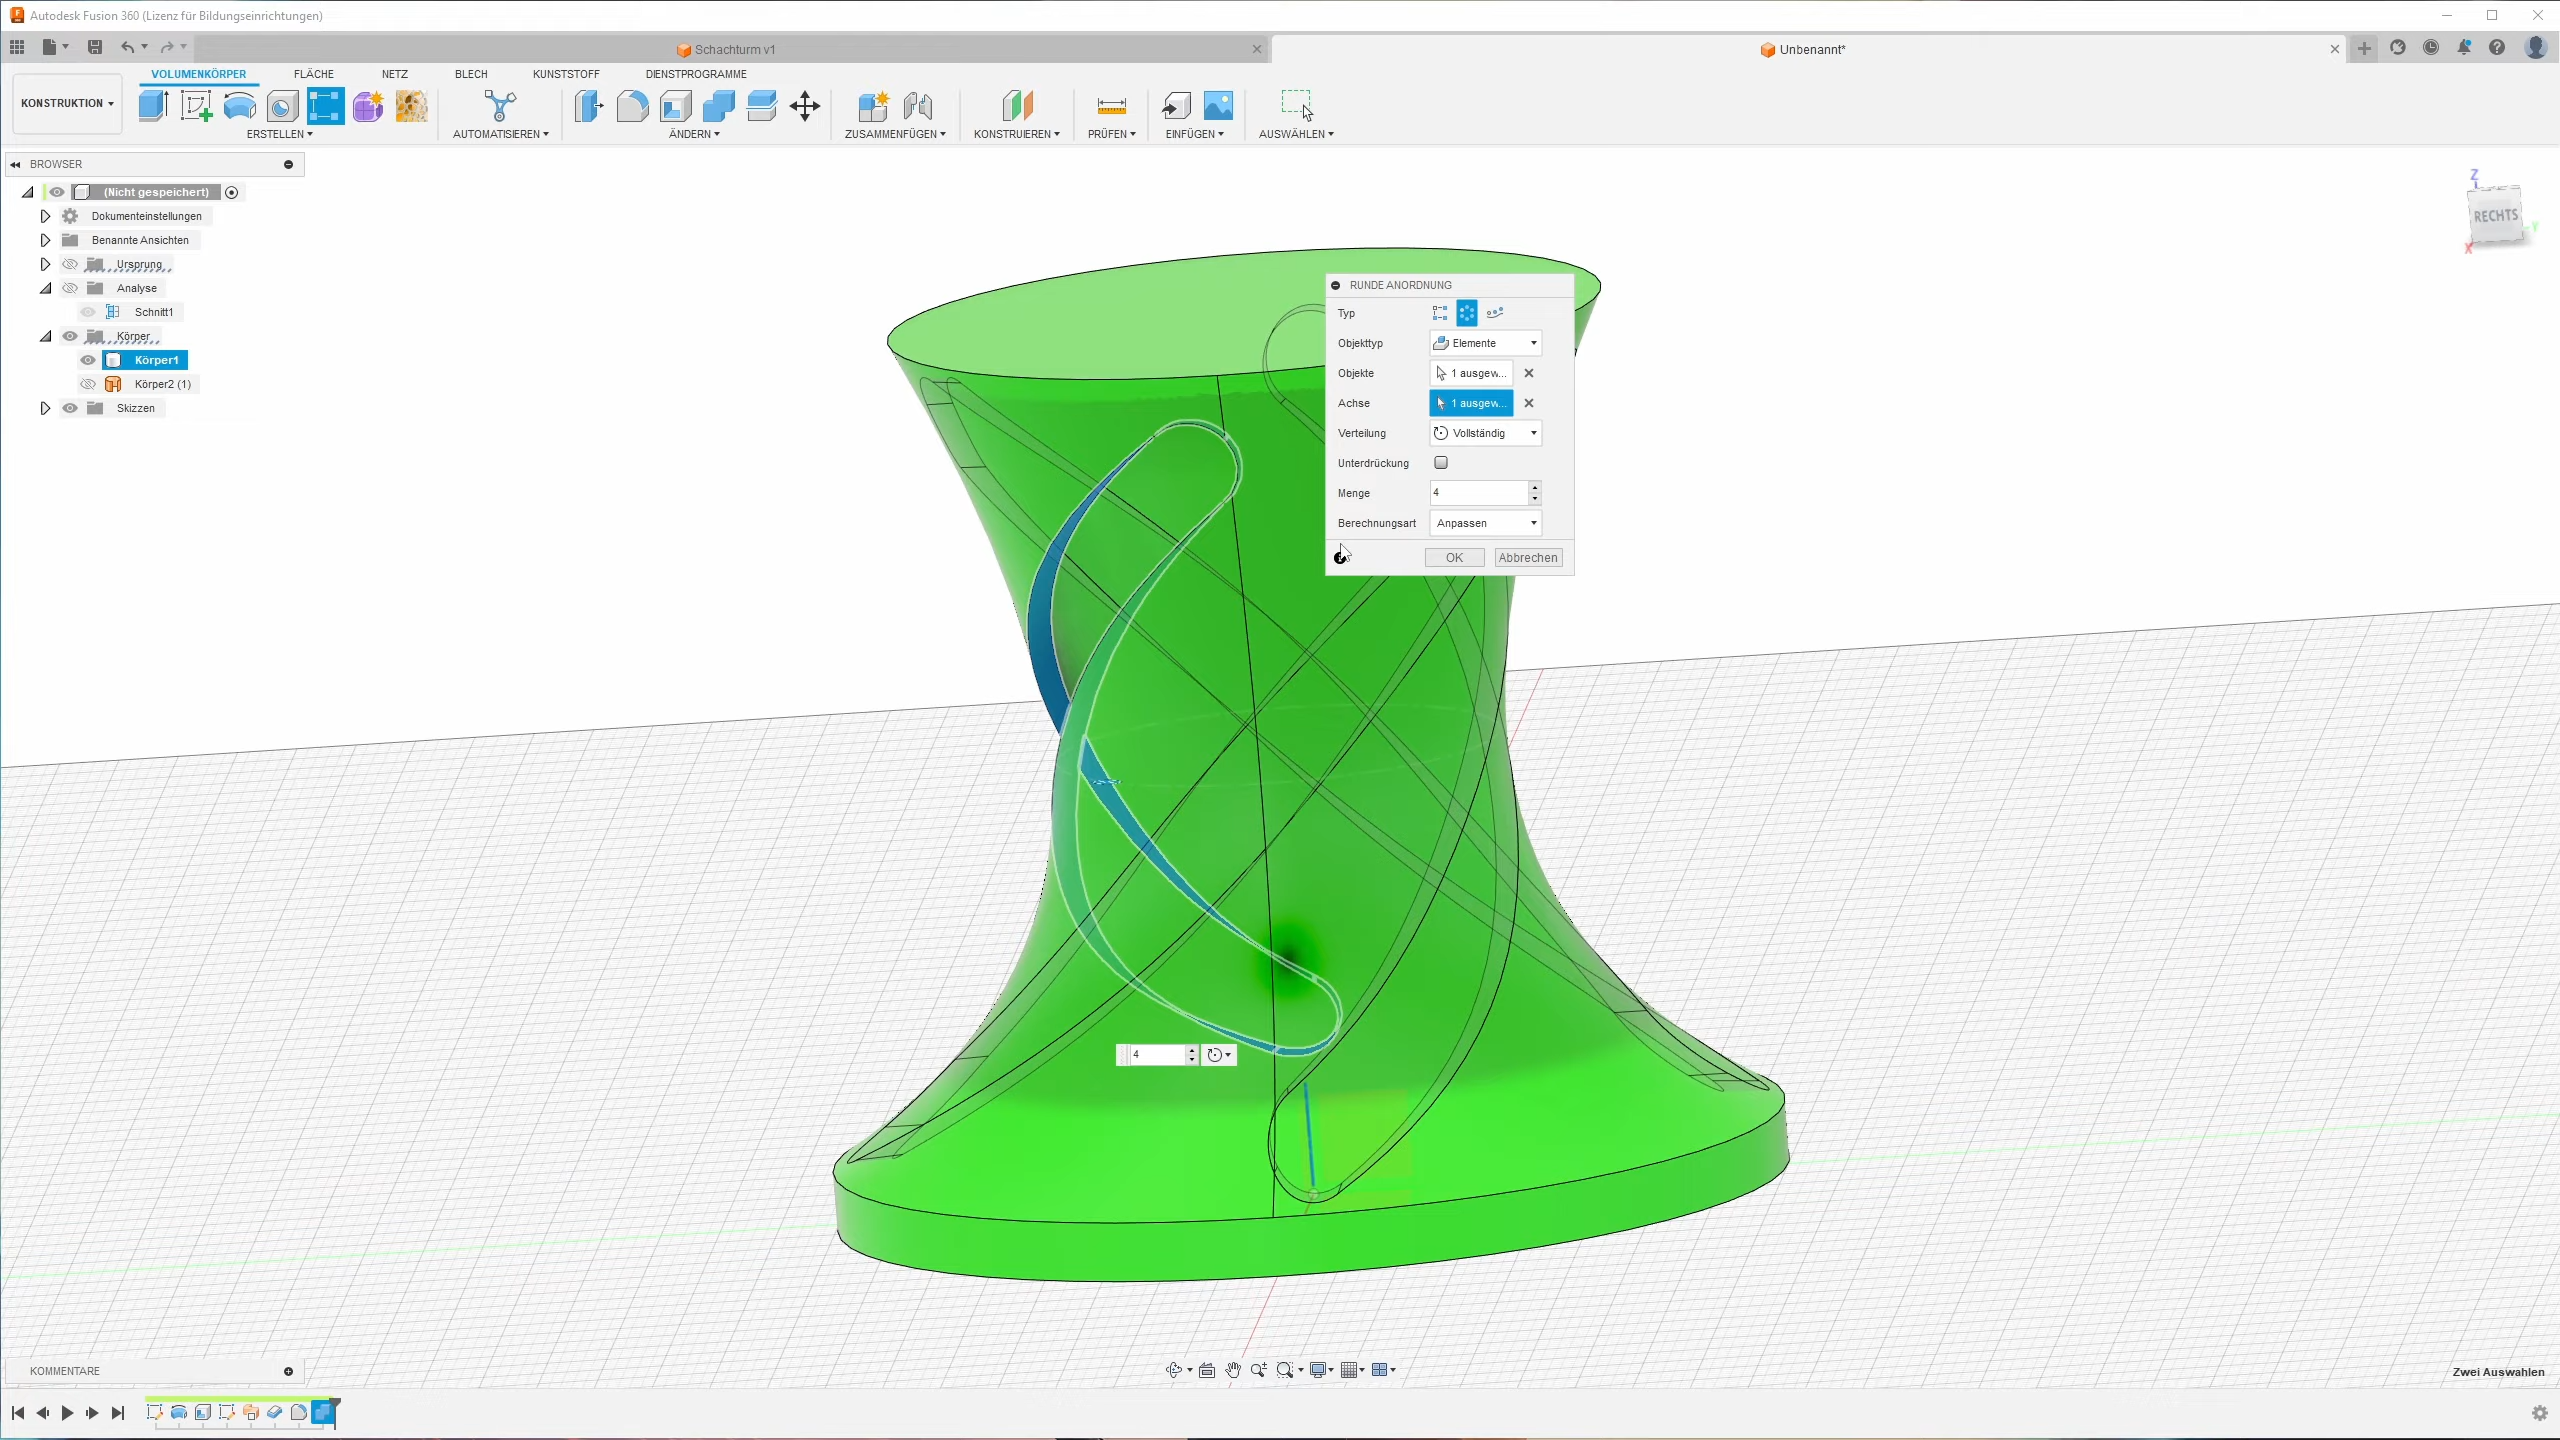 Autodesk Fusion 360 (Lizenz für Bildungseinrichtungen)
Schachturm v1
Unbenannt*
KONSTRUKTION
VOLUMENKÖRPER
FLÄCHE
NETZ
BLECH
KUNSTSTOFF
DIENSTPROGRAMME
ERSTELLEN
AUTOMATISIEREN
ÄNDERN
ZUSAMMENFÜGEN
KONSTRUIEREN
PRÜFEN
EINFÜGEN
AUSWÄHLEN
BROWSER
(Nicht gespeichert)
Dokumenteinstellungen
Benannte Ansichten
Ursprung
Analyse
Schnitt1
Körper
Körper1
Körper2 (1)
Skizzen
Z
RECHTS
Y
X
RUNDE ANORDNUNG
Typ
Objekttyp Elemente
Objekte 1 ausgew...
Achse 1 ausgew...
Verteilung Vollständig
Unterdrückung
Menge 4
Berechnungsart Anpassen
OK Abbrechen
4
KOMMENTARE
Zwei Auswahlen